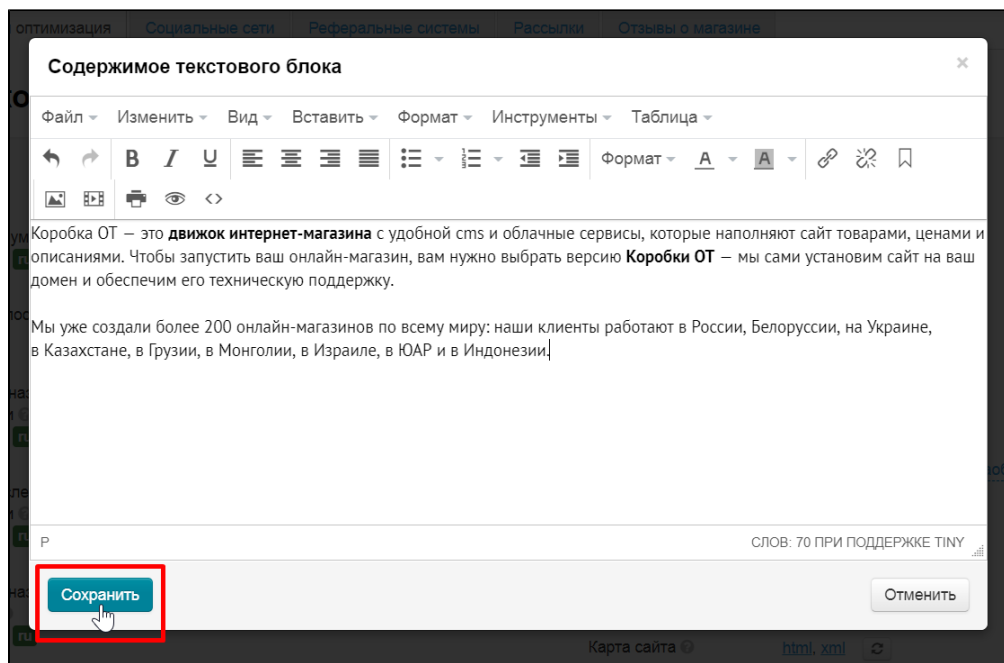 оптимизация Социальные сети Реферальные системы Рассылки Отзывы о магазине
Содержимое текстового блока ×
Файл Изменить Вид Вставить Формат Инструменты Таблица
B I U Формат A A
Коробка ОТ — это движок интернет-магазина с удобной cms и облачные сервисы, которые наполняют сайт товарами, ценами и
описаниями. Чтобы запустить ваш онлайн-магазин, вам нужно выбрать версию Коробки ОТ — мы сами установим сайт на ваш
домен и обеспечим его техническую поддержку.
Мы уже создали более 200 онлайн-магазинов по всему миру: наши клиенты работают в России, Белоруссии, на Украине,
в Казахстане, в Грузии, в Монголии, в Израиле, в ЮАР и в Индонезии.
P СЛОВ: 70 ПРИ ПОДДЕРЖКЕ TINY
Сохранить Отменить
ru Карта сайта html, xml